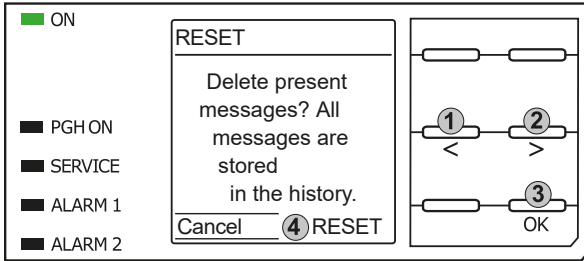 ON
PGH ON
SERVICE
ALARM 1
ALARM 2
RESET
Delete present
messages? All
messages are
stored
in the history.
Cancel 4 RESET
1 2
< >
3
OK